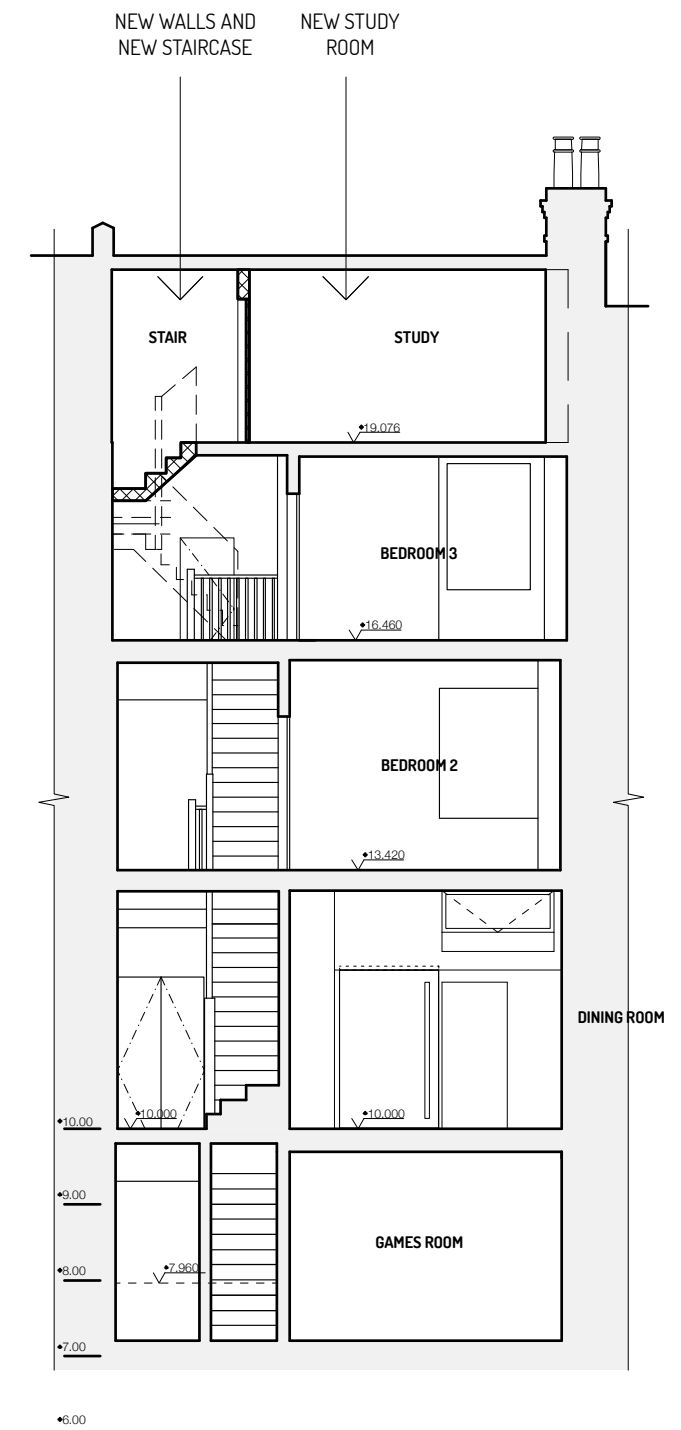 NEW WALLS AND
NEW STAIRCASE
NEW STUDY
ROOM
STAIR
STUDY
19.076
BEDROOM 3
16.460
BEDROOM 2
13.420
DINING ROOM
10.00
10.000
10.000
9.00
GAMES ROOM
8.00
7.960
7.00
6.00